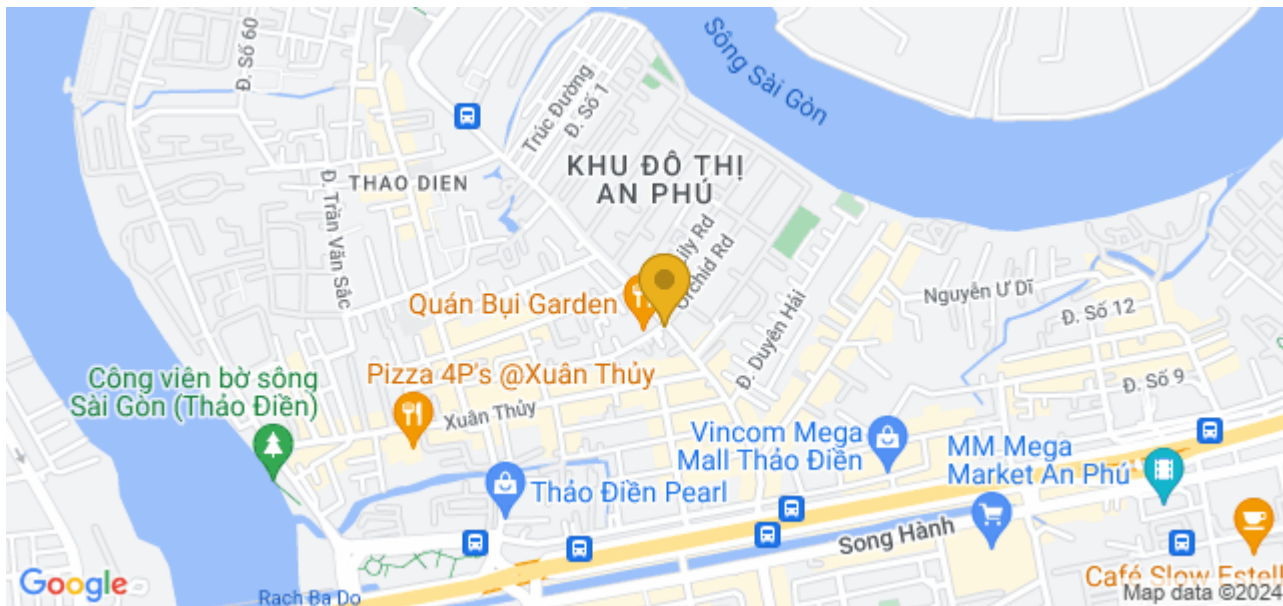 Đ. Số 60
Sông Sài Gòn
Trúc Đường
Đ. Số 1
KHU ĐÔ THỊ
AN PHÚ
THAO DIEN
Đ. Trần Văn Sắc
Lily Rd
Orchid Rd
Quán Bụi Garden
Nguyễn Ư Dĩ
Đ. Số 12
Đ. Duyên Hải
Pizza 4P's @Xuân Thủy
Công viên bờ sông
Sài Gòn (Thảo Điền)
Xuân Thủy
Đ. Số 9
Vincom Mega
Mall Thảo Điền
MM Mega
Market An Phú
Thảo Điền Pearl
Song Hành
Café Slow Estell
Google
Rach Ba Do
Map data ©2024